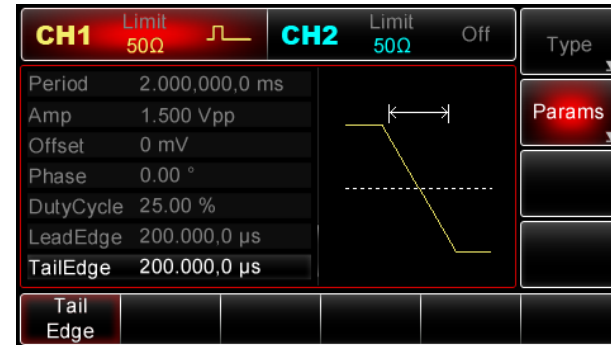 CH1 Limit 50Ω CH2 Limit 50Ω Off Type
Period 2.000,000,0 ms
Amp 1.500 Vpp
Offset 0 mV
Phase 0.00 °
DutyCycle 25.00 %
LeadEdge 200.000,0 µs
TailEdge 200.000,0 µs
Params
Tail
Edge